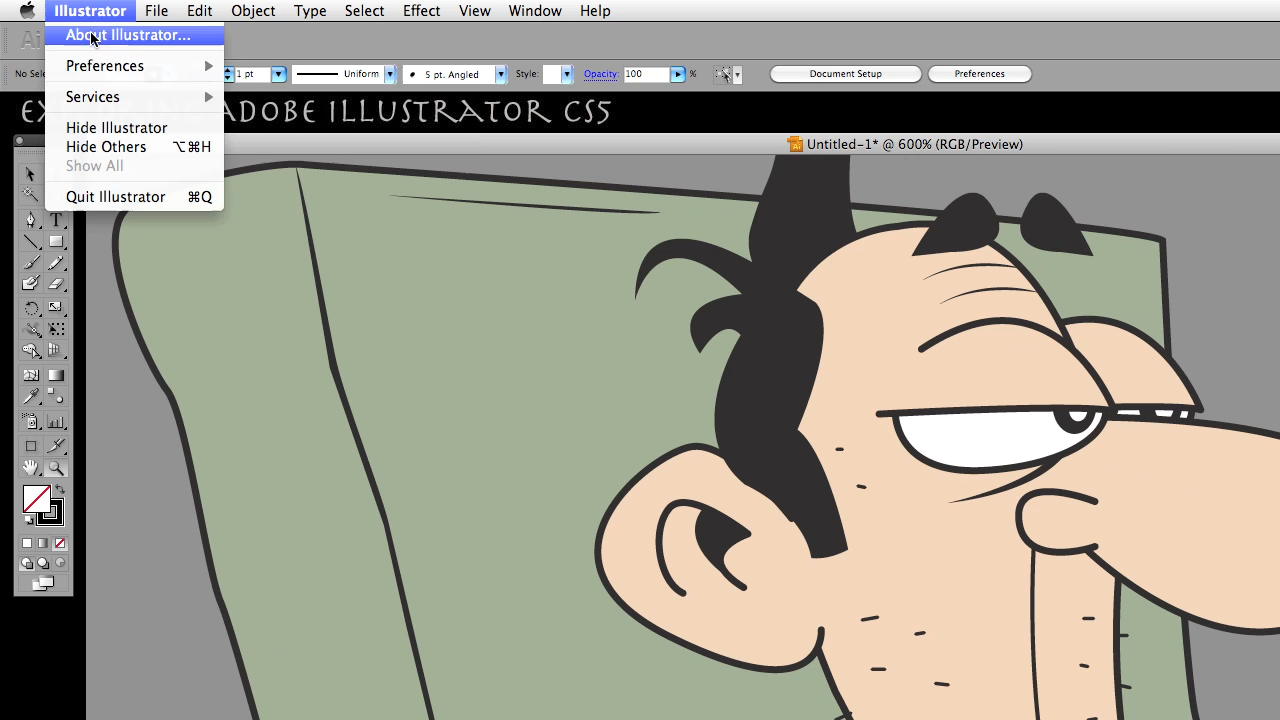 Illustrator File Edit Object Type Select Effect View Window Help
About Illustrator...
Preferences
Services
Hide Illustrator
Hide Others ⌥⌘H
Show All
Quit Illustrator ⌘Q
Ai
No Sele 1 pt Uniform 5 pt. Angled Style: Opacity: 100 % Document Setup Preferences
ADOBE ILLUSTRATOR CS5
Untitled-1* @ 600% (RGB/Preview)
T